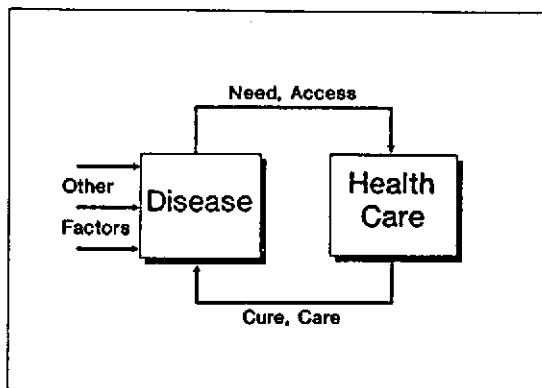 Need, Access
Other
Factors
Disease
Health
Care
Cure, Care